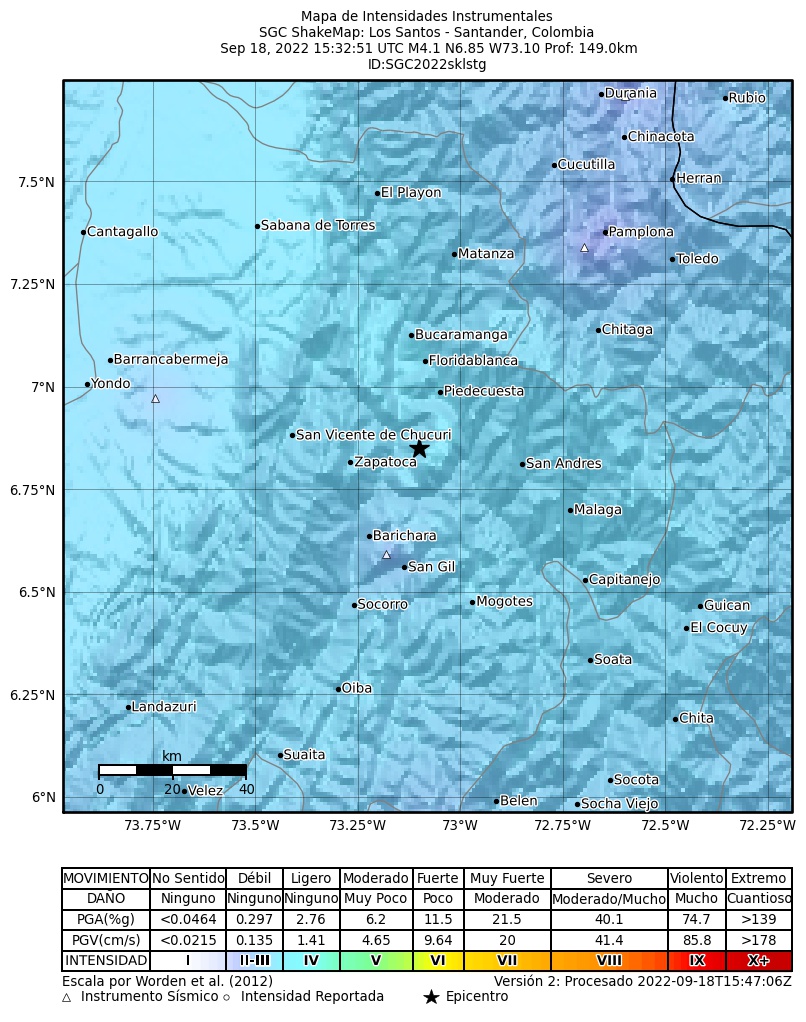 Mapa de Intensidades Instrumentales
SGC ShakeMap: Los Santos - Santander, Colombia
Sep 18, 2022 15:32:51 UTC M4.1 N6.85 W73.10 Prof: 149.0km
ID:SGC2022sklstg
Durania
Rubio
Chinacota
Cucutilla
Herran
7.5°N
El Playon
Sabana de Torres
Cantagallo
Pamplona
Matanza
Toledo
7.25°N
Chitaga
Bucaramanga
Barrancabermeja
Floridablanca
7°N
Yondo
Piedecuesta
San Vicente de Chucuri
Zapatoca
San Andres
6.75°N
Malaga
Barichara
San Gil
Capitanejo
6.5°N
Socorro
Mogotes
Guican
El Cocuy
Soata
6.25°N
Oiba
Landazuri
Chita
Suaita
km
0 20 40
Socota
Velez
6°N
Belen
Socha Viejo
73.75°W 73.5°W 73.25°W 73°W 72.75°W 72.5°W 72.25°W
MOVIMIENTO No Sentido Débil Ligero Moderado Fuerte Muy Fuerte Severo Violento Extremo
DAÑO Ninguno Ninguno Ninguno Muy Poco Poco Moderado Moderado/Mucho Mucho Cuantioso
PGA(%g) <0.0464 0.297 2.76 6.2 11.5 21.5 40.1 74.7 >139
PGV(cm/s) <0.0215 0.135 1.41 4.65 9.64 20 41.4 85.8 >178
INTENSIDAD I II-III IV V VI VII VIII IX X+
Escala por Worden et al. (2012) Versión 2: Procesado 2022-09-18T15:47:06Z
△ Instrumento Sísmico ○ Intensidad Reportada ★ Epicentro